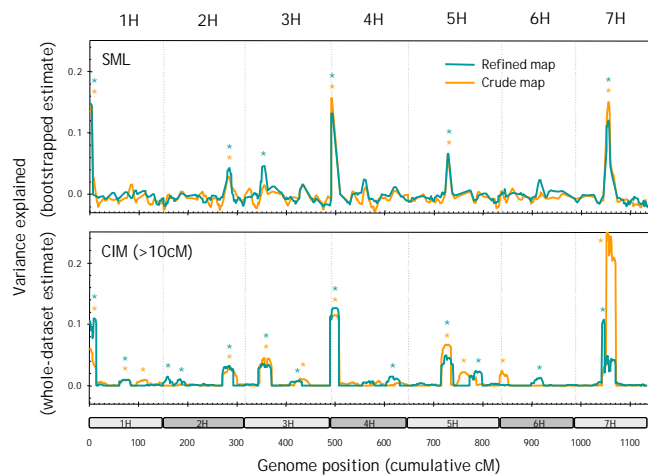 1H 2H 3H 4H 5H 6H 7H
SML
Refined map
Crude map
0.2
0.1
0.0
Variance explained
(bootstrapped estimate)
CIM (>10cM)
0.2
0.1
0.0
(whole-dataset estimate)
1H 2H 3H 4H 5H 6H 7H
0 100 200 300 400 500 600 700 800 900 1000 1100
Genome position (cumulative cM)